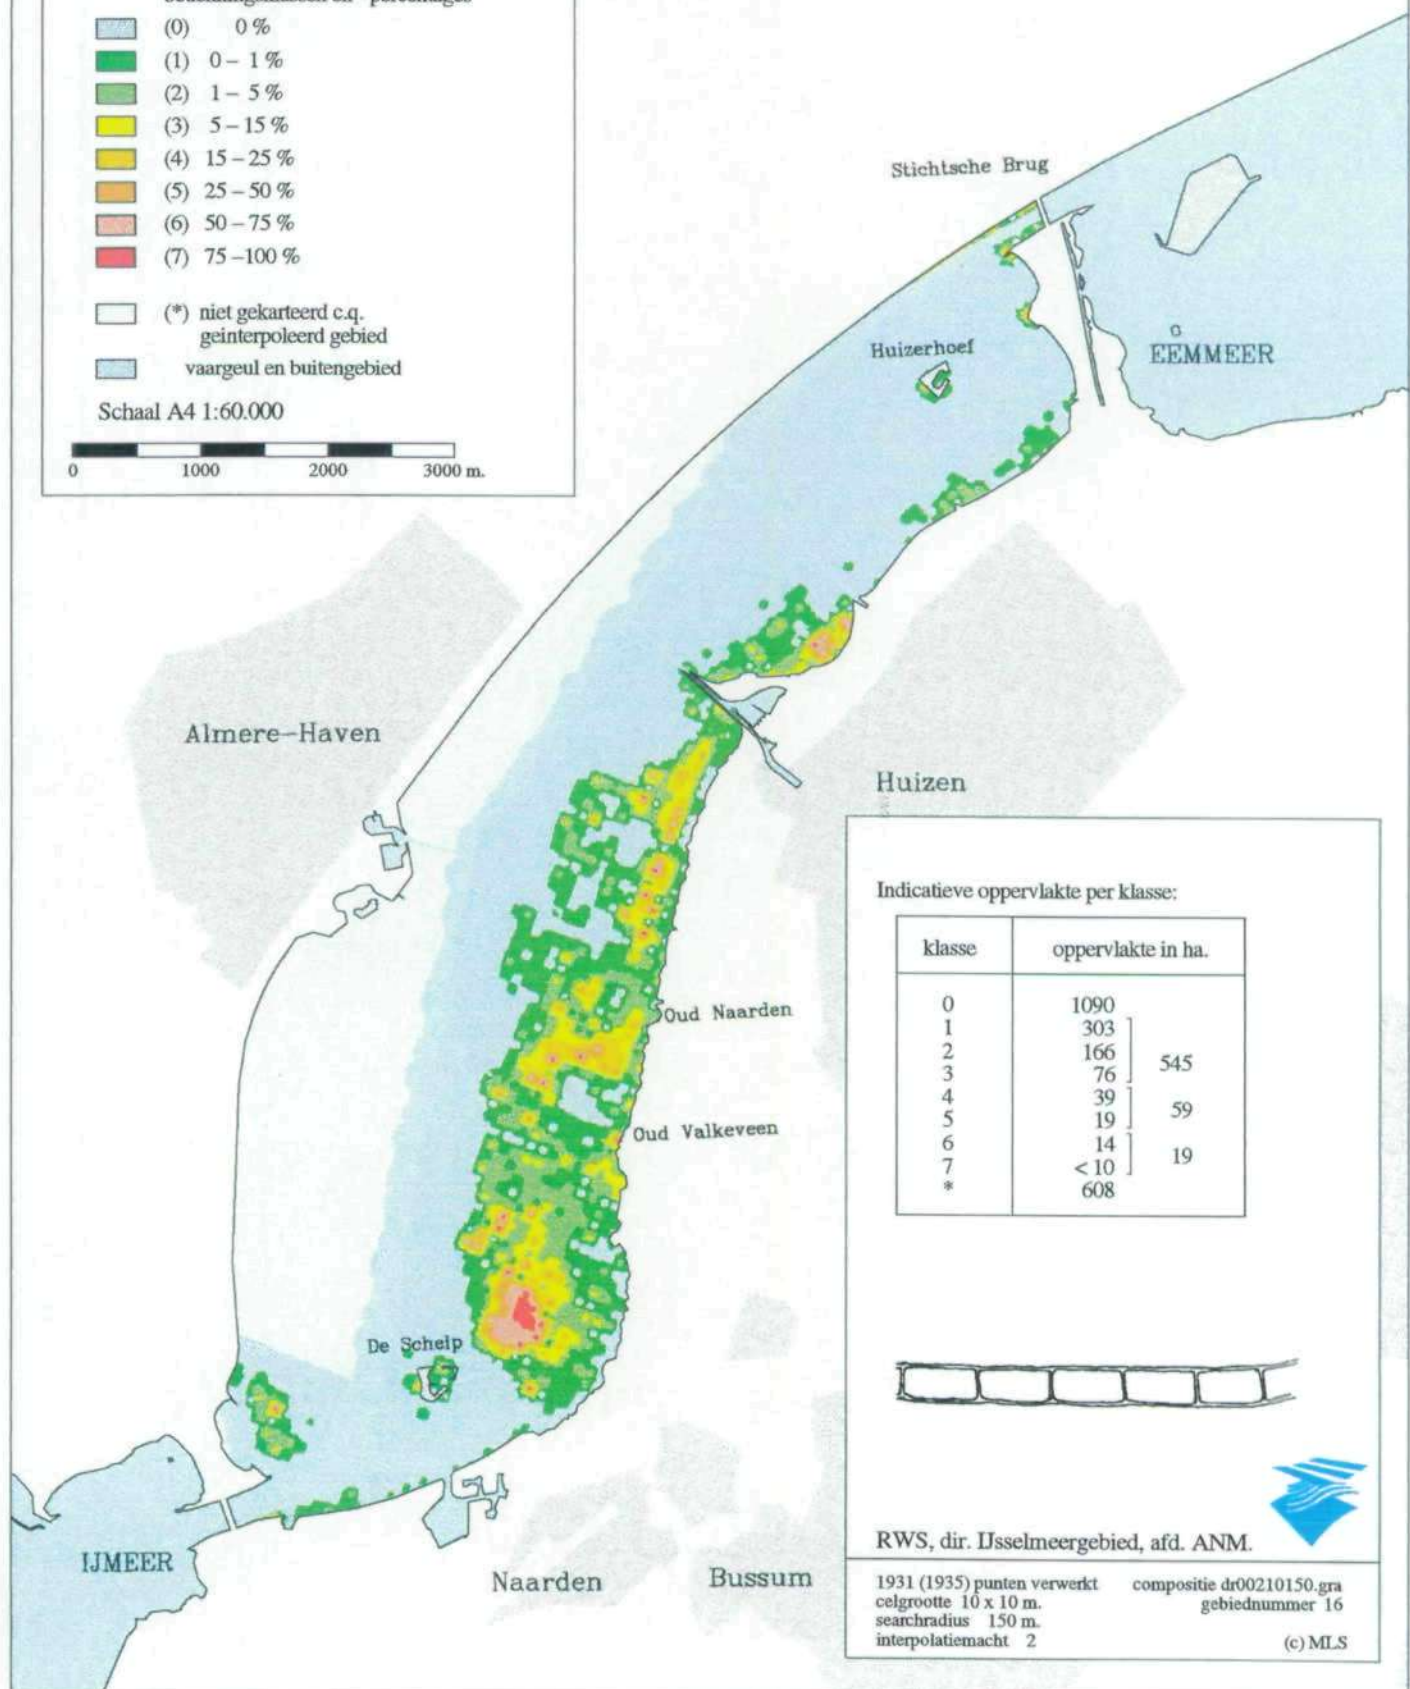 (0) 0 %
(1) 0 – 1 %
(2) 1 – 5 %
(3) 5 – 15 %
(4) 15 – 25 %
(5) 25 – 50 %
(6) 50 – 75 %
(7) 75 –100 %
(*) niet gekarteerd c.q.
geinterpoleerd gebied
vaargeul en buitengebied
Schaal A4 1:60.000
0 1000 2000 3000 m.
Stichtsche Brug
Huizerhoef
EEMMEER
Almere-Haven
Huizen
Oud Naarden
Oud Valkeveen
De Schelp
IJMEER
Naarden
Bussum
Indicatieve oppervlakte per klasse:
klasse oppervlakte in ha.
0 1090
1 303
2 166 545
3 76
4 39 59
5 19
6 14 19
7 < 10
* 608
RWS, dir. IJsselmeergebied, afd. ANM.
1931 (1935) punten verwerkt compositie dr00210150.gra
celgrootte 10 x 10 m. gebiednummer 16
searchradius 150 m.
interpolatiemacht 2 (c) MLS